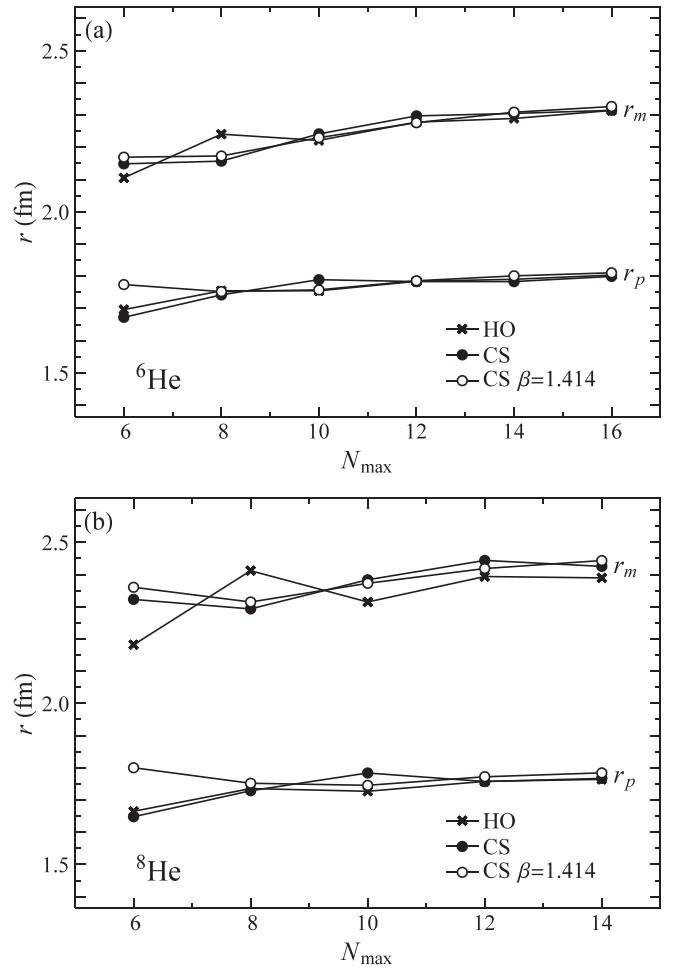 (a)
2.5
2.0
1.5
r (fm)
r_m
r_p
HO
CS
CS β=1.414
⁶He
6 8 10 12 14 16
N_max
(b)
2.5
2.0
1.5
r (fm)
r_m
r_p
HO
CS
CS β=1.414
⁸He
6 8 10 12 14
N_max